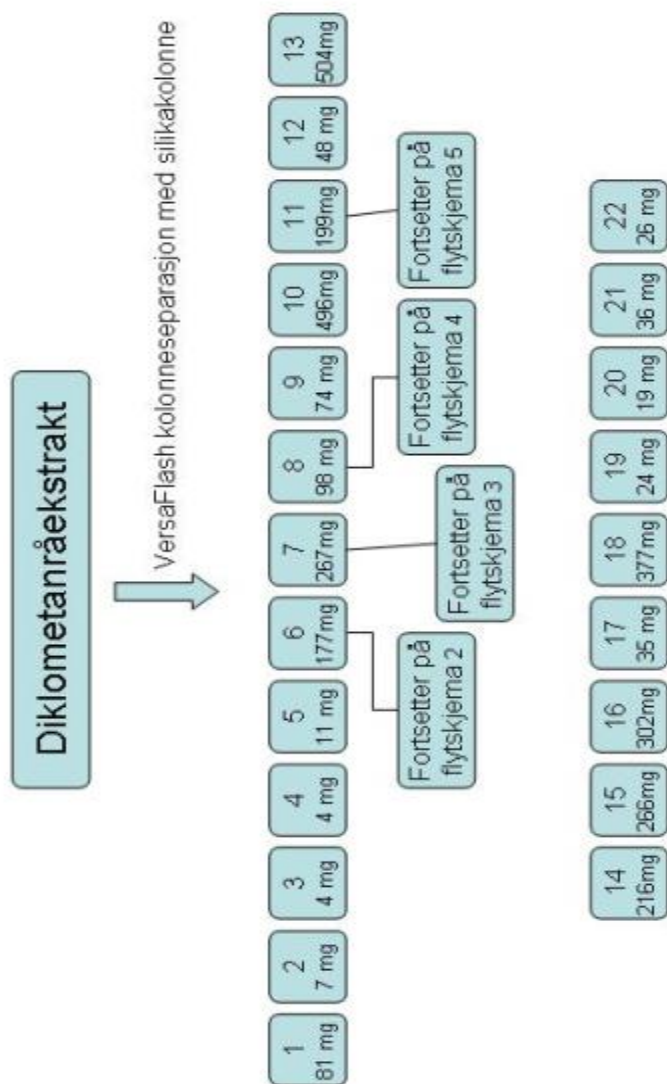 Diklometanråekstrakt
VersaFlash kolonneseparasjon med silikakolonne
1
81 mg
2
7 mg
3
4 mg
4
4 mg
5
11 mg
6
177mg
7
267mg
8
98 mg
9
74 mg
10
496mg
11
199mg
12
48 mg
13
504mg
Fortsetter på
flytskjema 2
Fortsetter på
flytskjema 3
Fortsetter på
flytskjema 4
Fortsetter på
flytskjema 5
14
216mg
15
266mg
16
302mg
17
35 mg
18
377mg
19
24 mg
20
19 mg
21
36 mg
22
26 mg